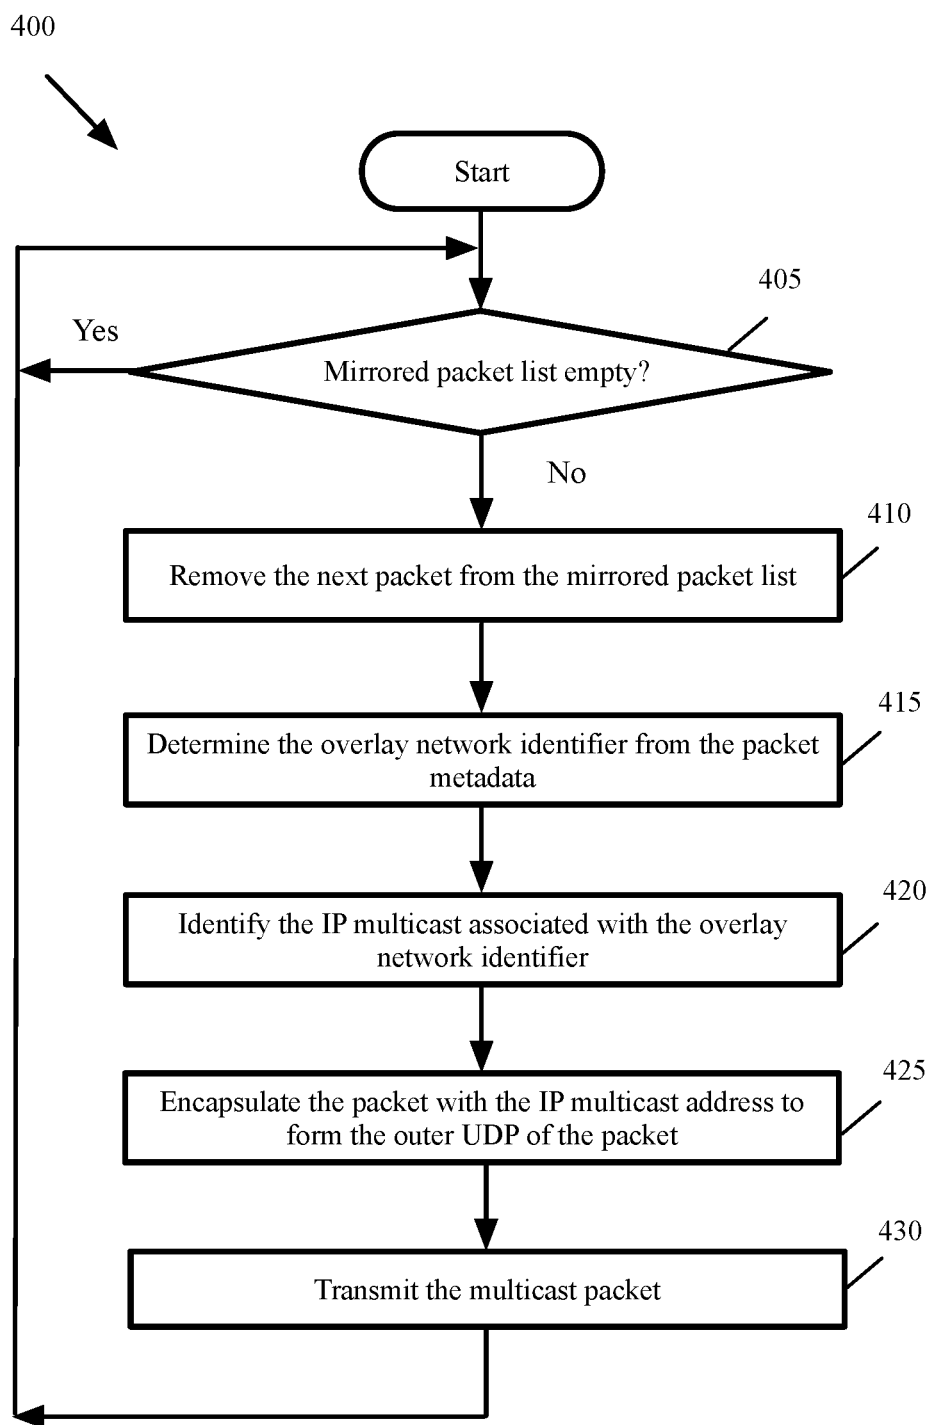 400
Start
405
Yes
Mirrored packet list empty?
No
410
Remove the next packet from the mirrored packet list
415
Determine the overlay network identifier from the packet
metadata
420
Identify the IP multicast associated with the overlay
network identifier
425
Encapsulate the packet with the IP multicast address to
form the outer UDP of the packet
430
Transmit the multicast packet